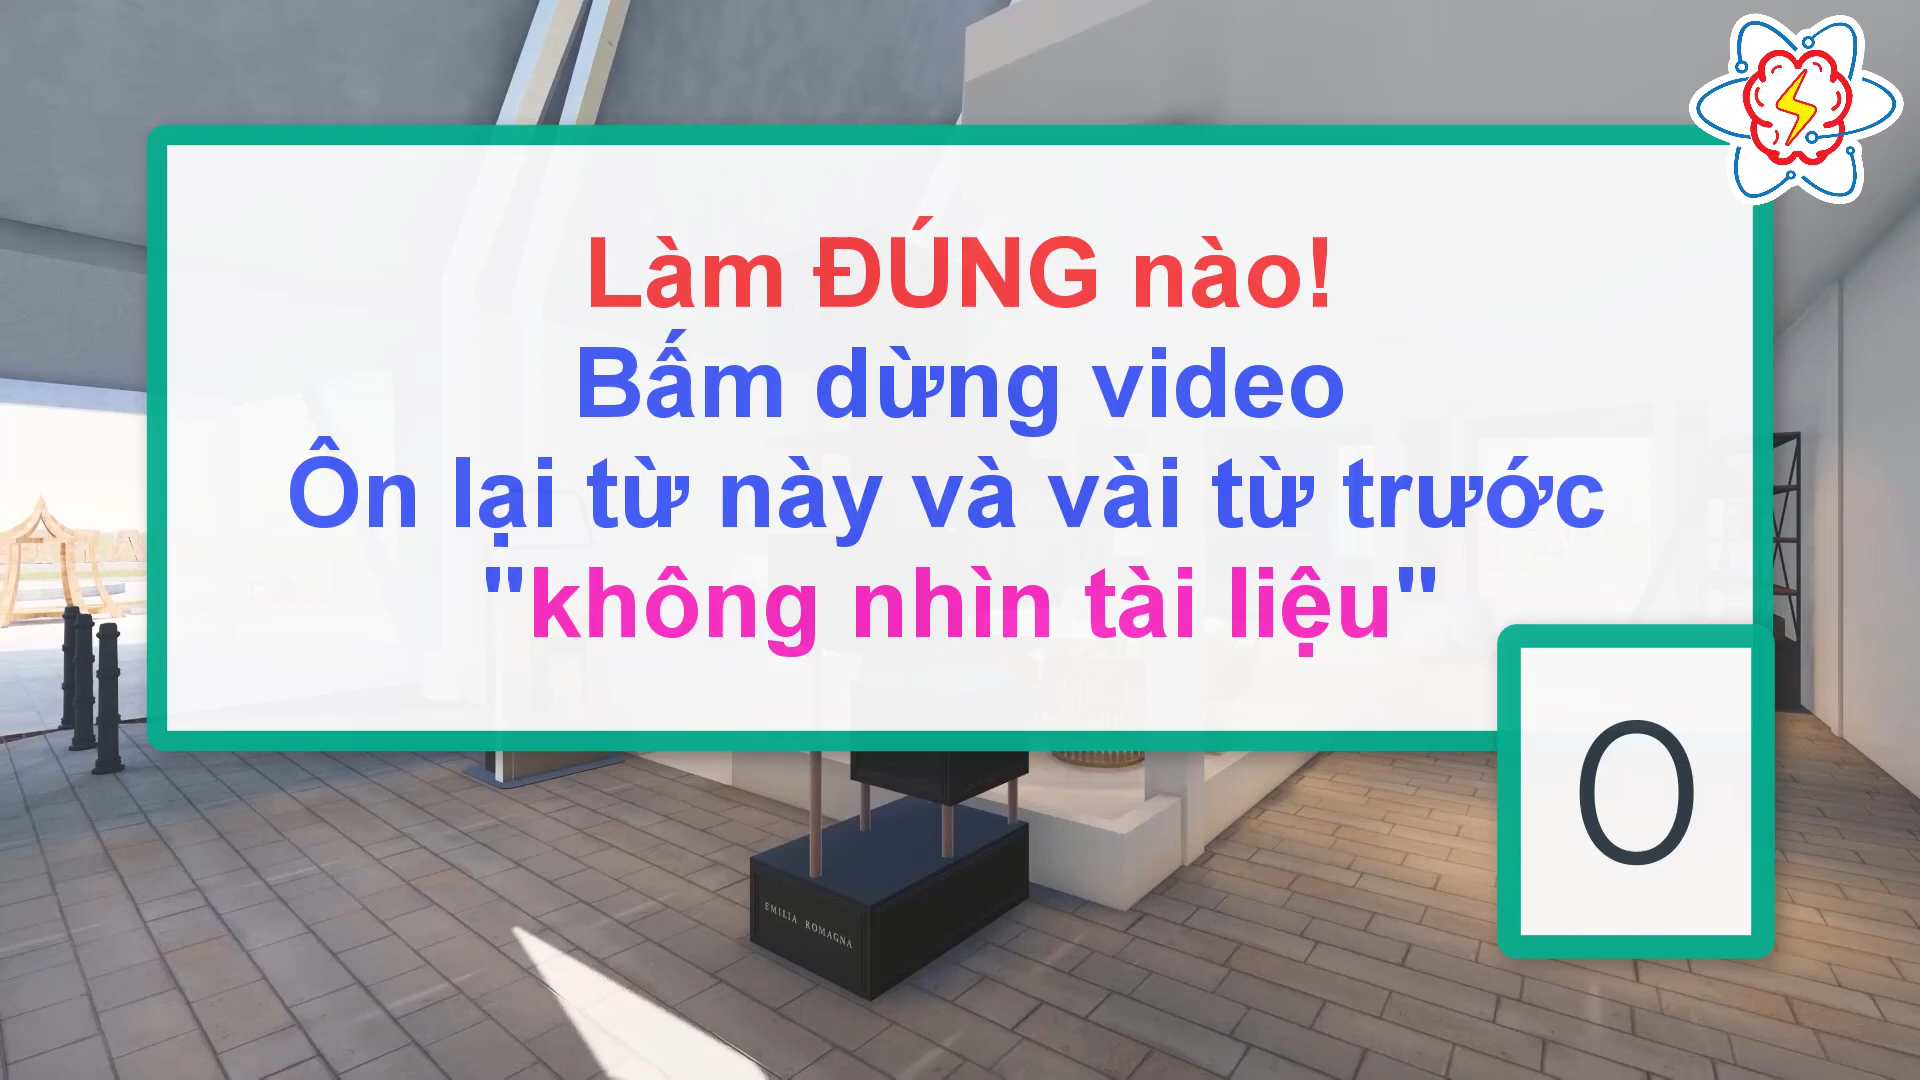 Làm ĐÚNG nào!
Bấm dừng video
Ôn lại từ này và vài từ trước
"không nhìn tài liệu"
0
EMILIA ROMAGNA